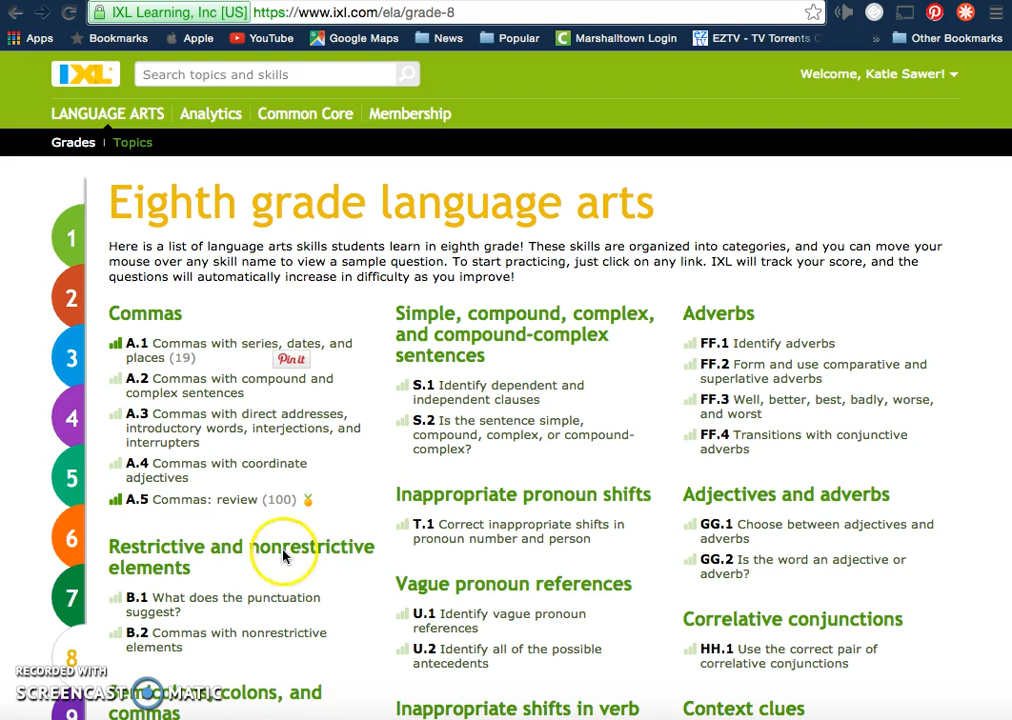 IXL Learning, Inc [US] https://www.ixl.com/ela/grade-8
Apps Bookmarks Apple YouTube Google Maps News Popular Marshalltown Login EZTV - TV Torrents » Other Bookmarks
IXL Search topics and skills Welcome, Katie Sawer!
LANGUAGE ARTS Analytics Common Core Membership
Grades | Topics
Eighth grade language arts
Here is a list of language arts skills students learn in eighth grade! These skills are organized into categories, and you can move your
mouse over any skill name to view a sample question. To start practicing, just click on any link. IXL will track your score, and the
questions will automatically increase in difficulty as you improve!
1
2
3
4
5
6
7
8
9
Commas
A.1 Commas with series, dates, and
places (19)
Pin it
A.2 Commas with compound and
complex sentences
A.3 Commas with direct addresses,
introductory words, interjections, and
interrupters
A.4 Commas with coordinate
adjectives
A.5 Commas: review (100)
Restrictive and nonrestrictive
elements
B.1 What does the punctuation
suggest?
B.2 Commas with nonrestrictive
elements
colons, and
commas
Simple, compound, complex,
and compound-complex
sentences
S.1 Identify dependent and
independent clauses
S.2 Is the sentence simple,
compound, complex, or compound-
complex?
Inappropriate pronoun shifts
T.1 Correct inappropriate shifts in
pronoun number and person
Vague pronoun references
U.1 Identify vague pronoun
references
U.2 Identify all of the possible
antecedents
Inappropriate shifts in verb
Adverbs
FF.1 Identify adverbs
FF.2 Form and use comparative and
superlative adverbs
FF.3 Well, better, best, badly, worse,
and worst
FF.4 Transitions with conjunctive
adverbs
Adjectives and adverbs
GG.1 Choose between adjectives and
adverbs
GG.2 Is the word an adjective or
adverb?
Correlative conjunctions
HH.1 Use the correct pair of
correlative conjunctions
Context clues
RECORDED WITH
SCREENCAST MATIC